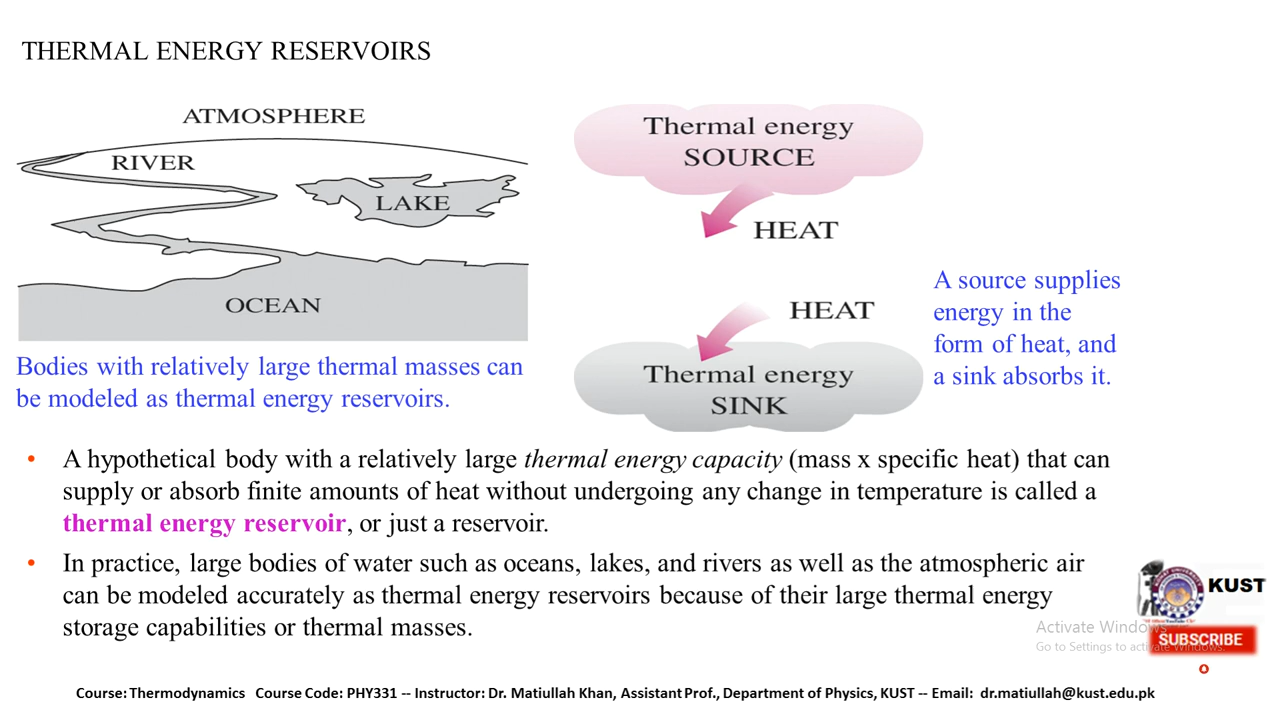 THERMAL ENERGY RESERVOIRS
ATMOSPHERE
RIVER
LAKE
OCEAN
Bodies with relatively large thermal masses can
be modeled as thermal energy reservoirs.
Thermal energy
SOURCE
HEAT
HEAT
Thermal energy
SINK
A source supplies
energy in the
form of heat, and
a sink absorbs it.
• A hypothetical body with a relatively large thermal energy capacity (mass x specific heat) that can
supply or absorb finite amounts of heat without undergoing any change in temperature is called a
thermal energy reservoir, or just a reservoir.
• In practice, large bodies of water such as oceans, lakes, and rivers as well as the atmospheric air
can be modeled accurately as thermal energy reservoirs because of their large thermal energy
storage capabilities or thermal masses.
KUST
Activate Windows
SUBSCRIBE
Go to Settings to activate Windows.
Course: Thermodynamics Course Code: PHY331 -- Instructor: Dr. Matiullah Khan, Assistant Prof., Department of Physics, KUST -- Email: dr.matiullah@kust.edu.pk